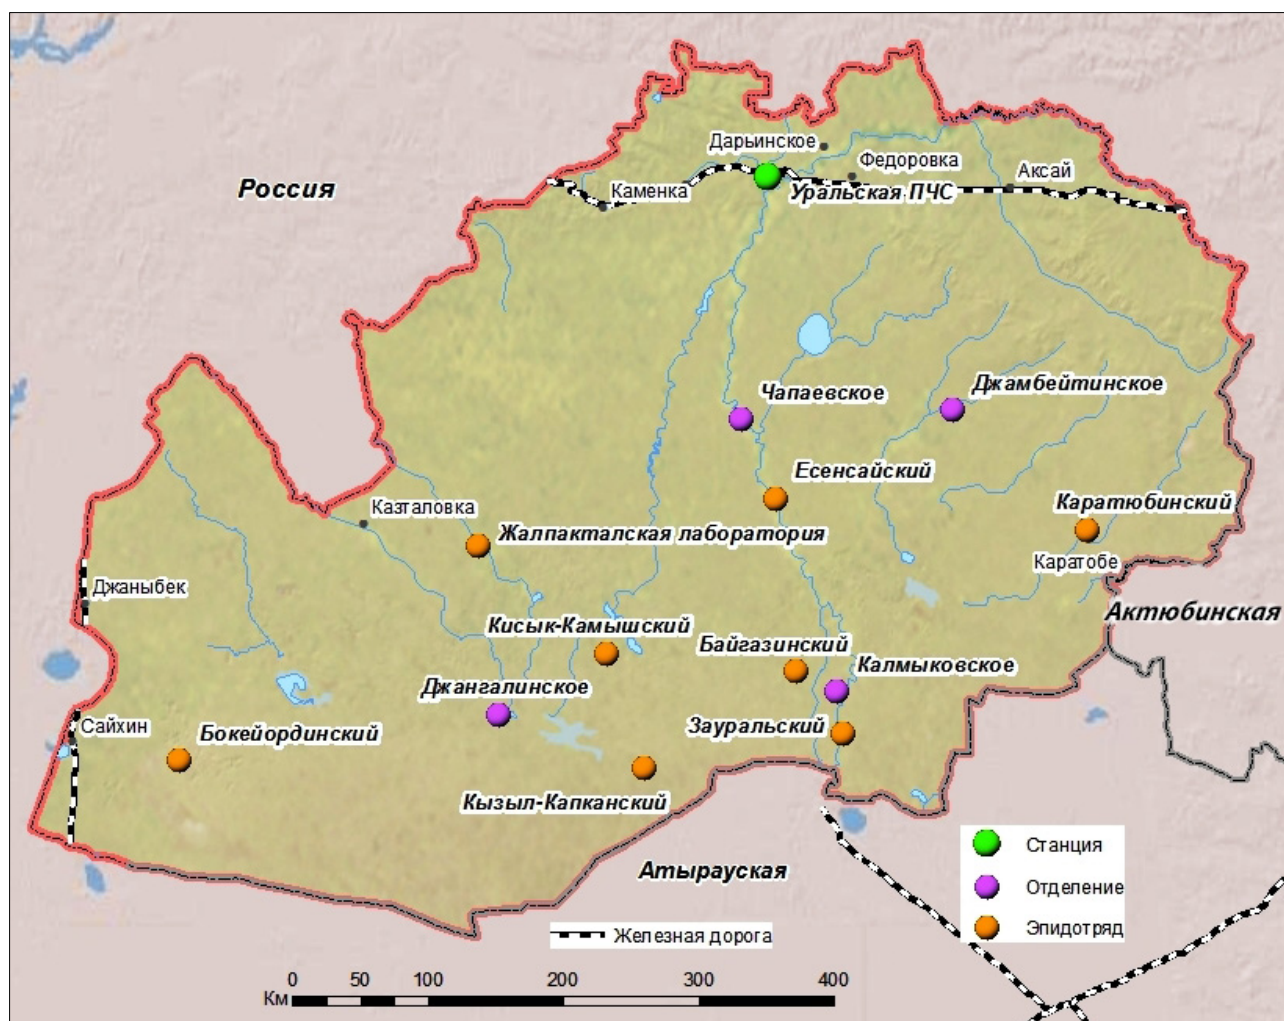 Дарьинское
Федоровка
Аксай
Россия
Каменка
Уральская ПЧС
Чапаевское
Джамбейтинское
Есенсайский
Каратюбинский
Казталовка
Жалпакталская лаборатория
Каратобе
Джаныбек
Актюбинская
Кисык-Камышский
Байгазинский
Калмыковское
Джангалинское
Сайхин
Бокейординский
Зауральский
Кызыл-Капканский
Атырауская
Станция
Отделение
Эпидотряд
Железная дорога
0 50 100 200 300 400
Км